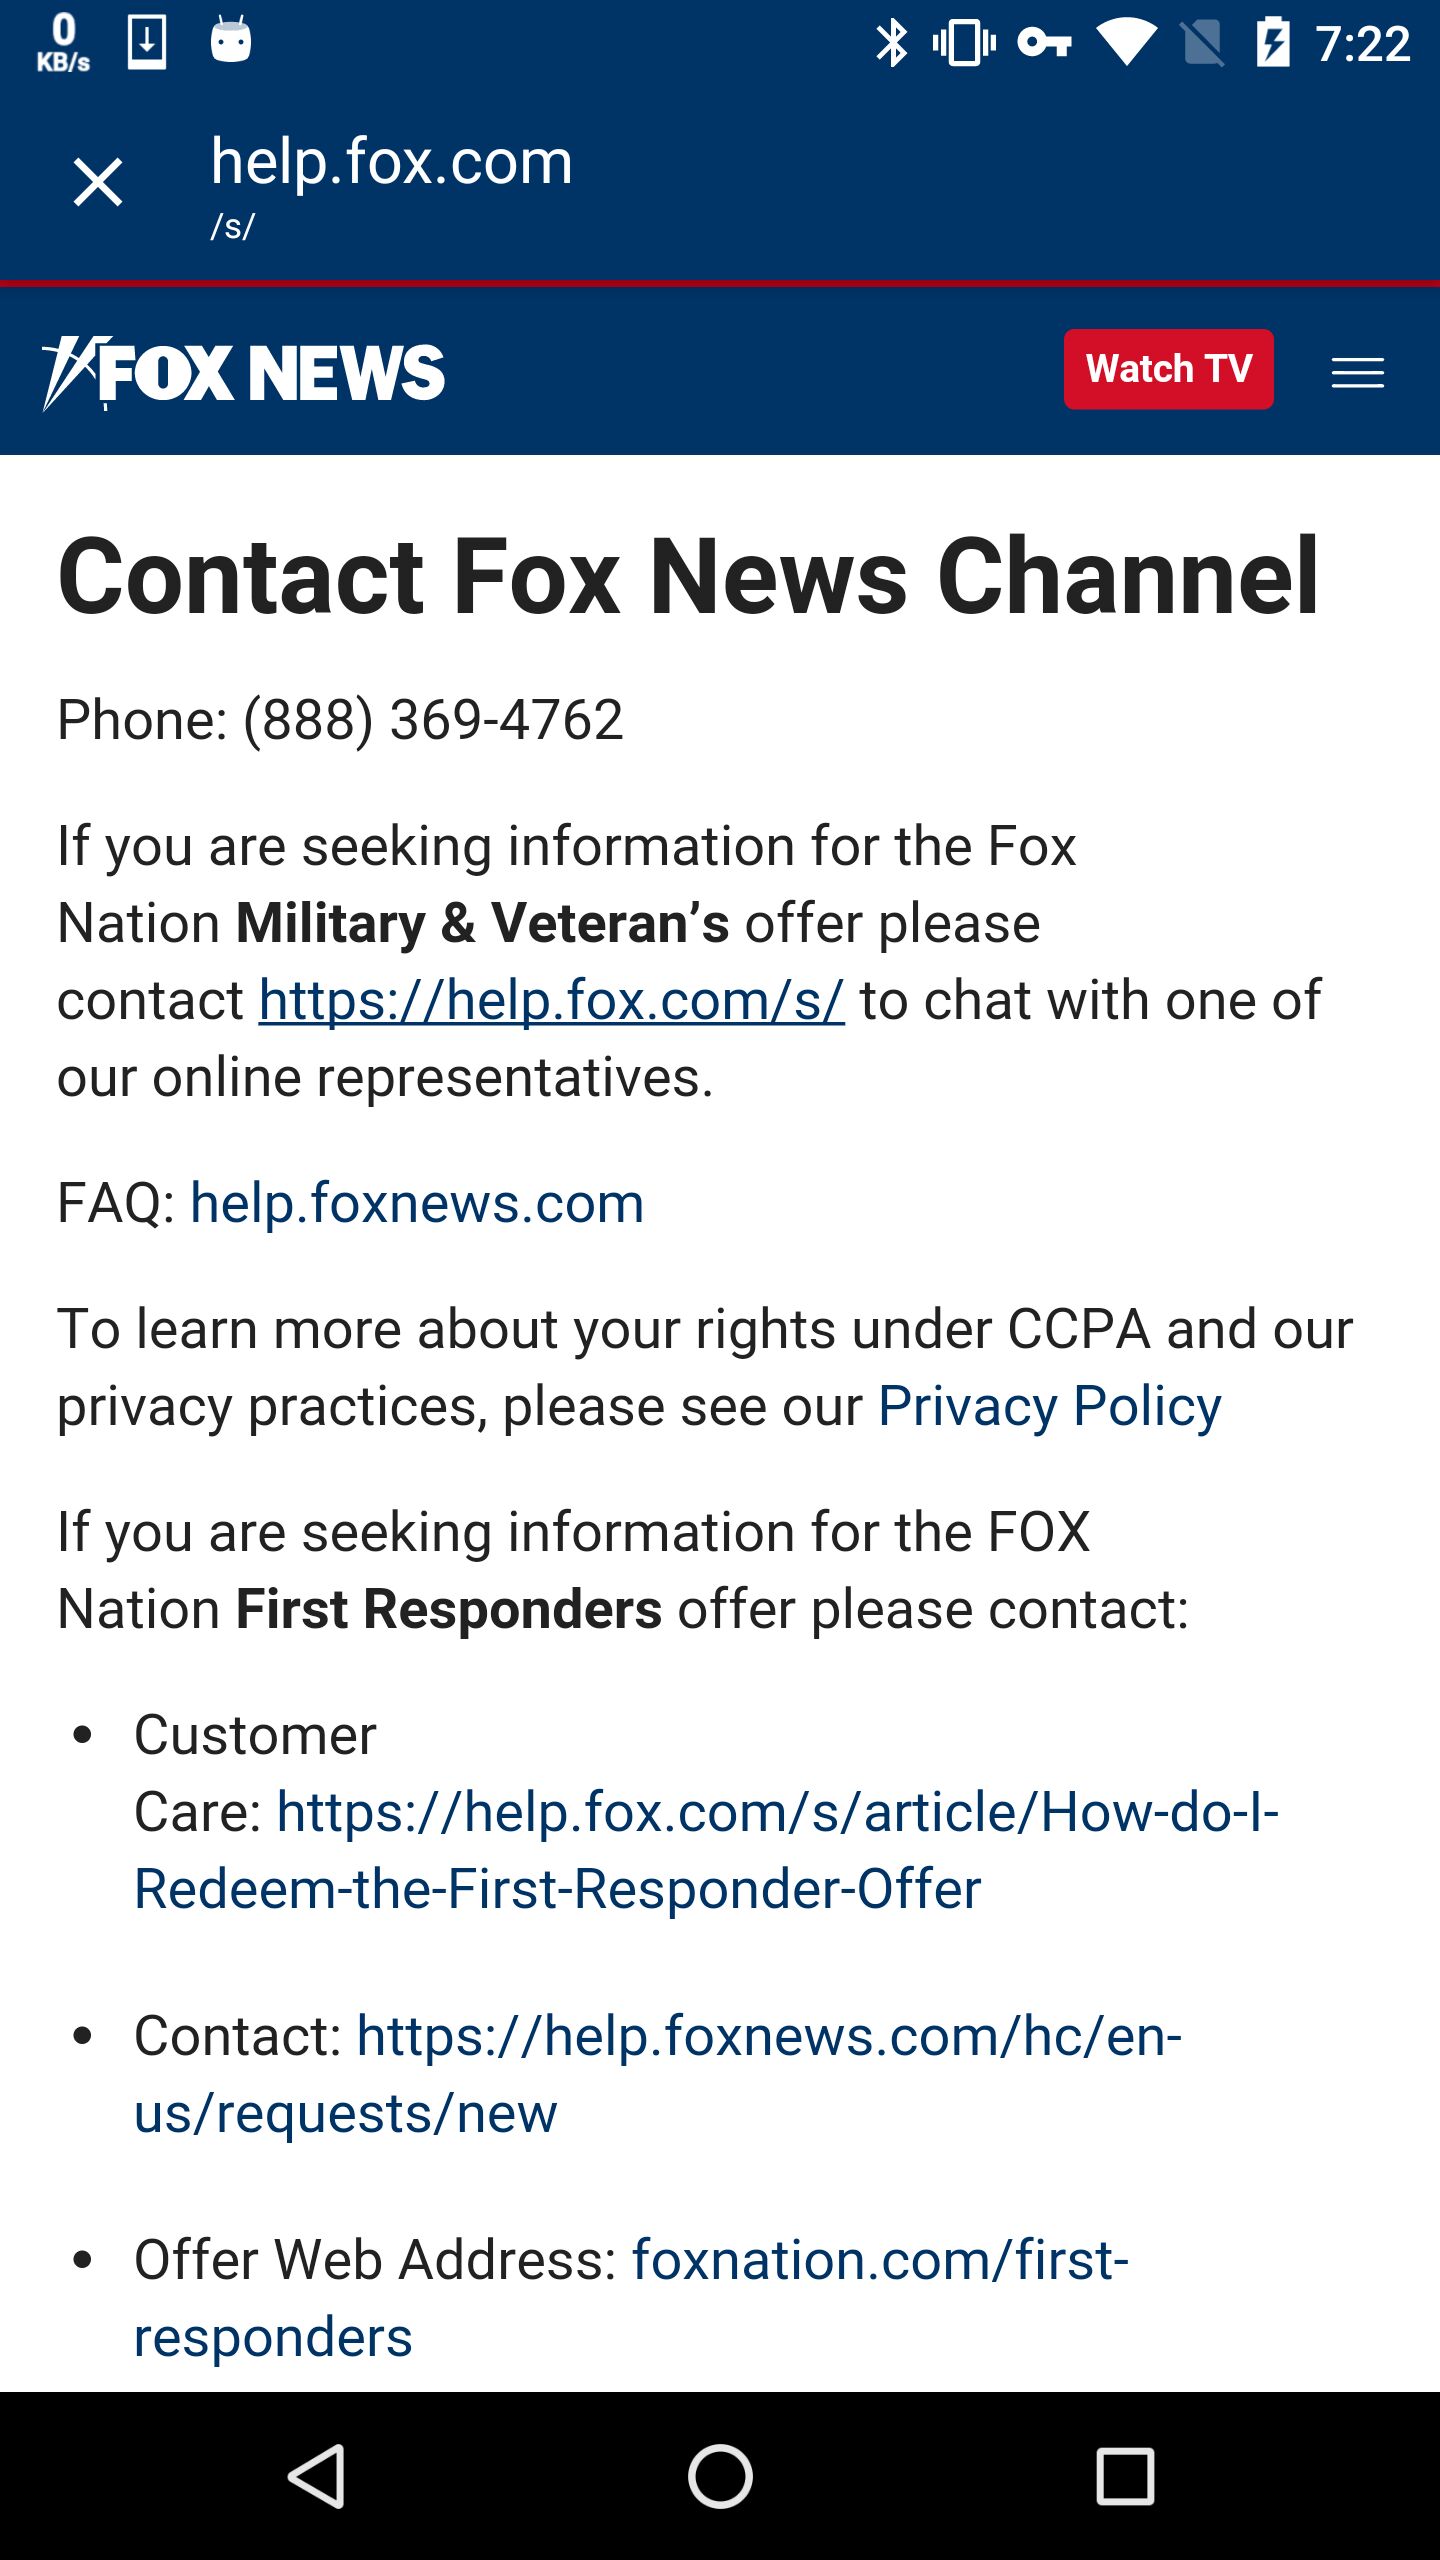 0
KB/s
7:22
help.fox.com
/s/
FOX NEWS
Watch TV
Contact Fox News Channel
Phone: (888) 369-4762
If you are seeking information for the Fox
Nation Military & Veteran’s offer please
contact https://help.fox.com/s/ to chat with one of
our online representatives.
FAQ: help.foxnews.com
To learn more about your rights under CCPA and our
privacy practices, please see our Privacy Policy
If you are seeking information for the FOX
Nation First Responders offer please contact:
• Customer
Care: https://help.fox.com/s/article/How-do-I-
Redeem-the-First-Responder-Offer
• Contact: https://help.foxnews.com/hc/en-
us/requests/new
• Offer Web Address: foxnation.com/first-
responders